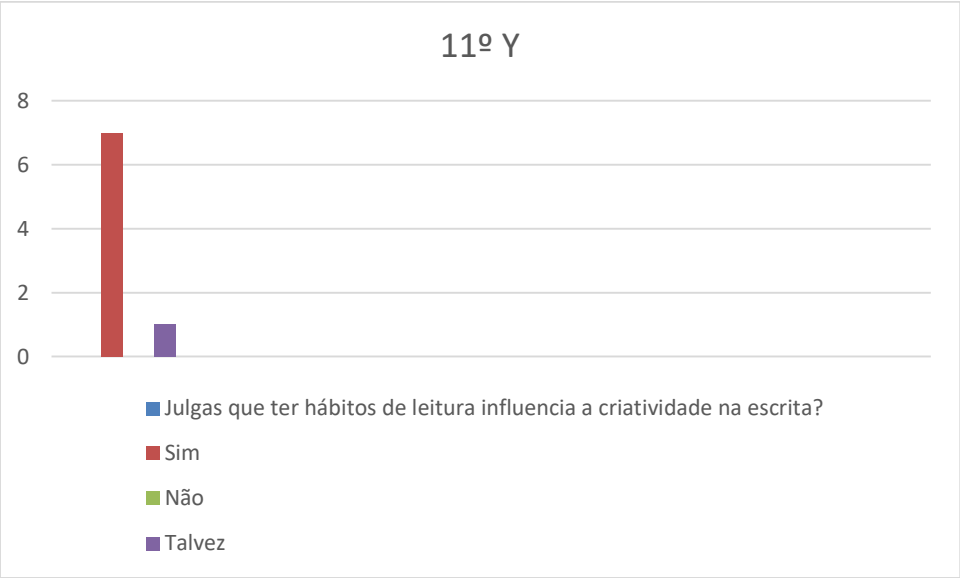 11º Y
8
6
4
2
0
Julgas que ter hábitos de leitura influencia a criatividade na escrita?
Sim
Não
Talvez